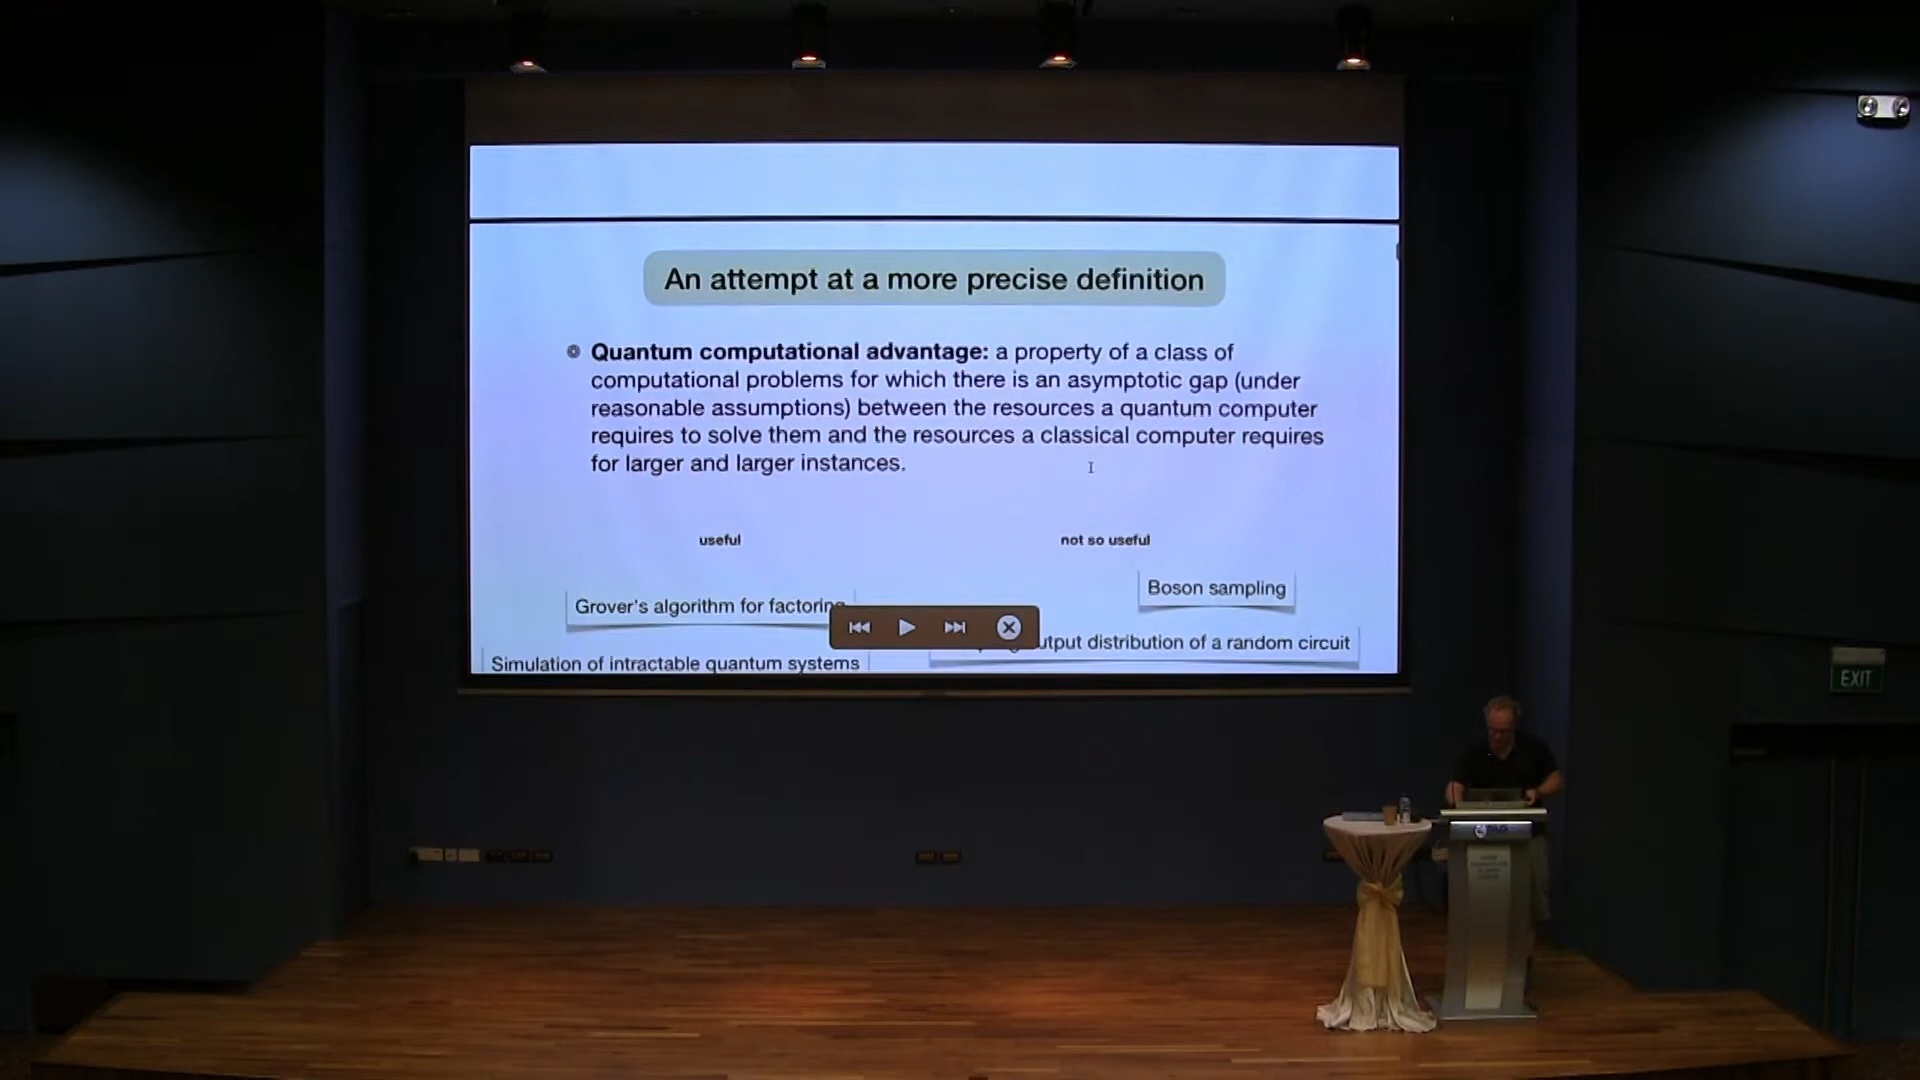 An attempt at a more precise definition
Quantum computational advantage: a property of a class of
computational problems for which there is an asymptotic gap (under
reasonable assumptions) between the resources a quantum computer
requires to solve them and the resources a classical computer requires
for larger and larger instances.
useful
not so useful
Boson sampling
Grover's algorithm for factoring
output distribution of a random circuit
Simulation of intractable quantum systems
EXIT